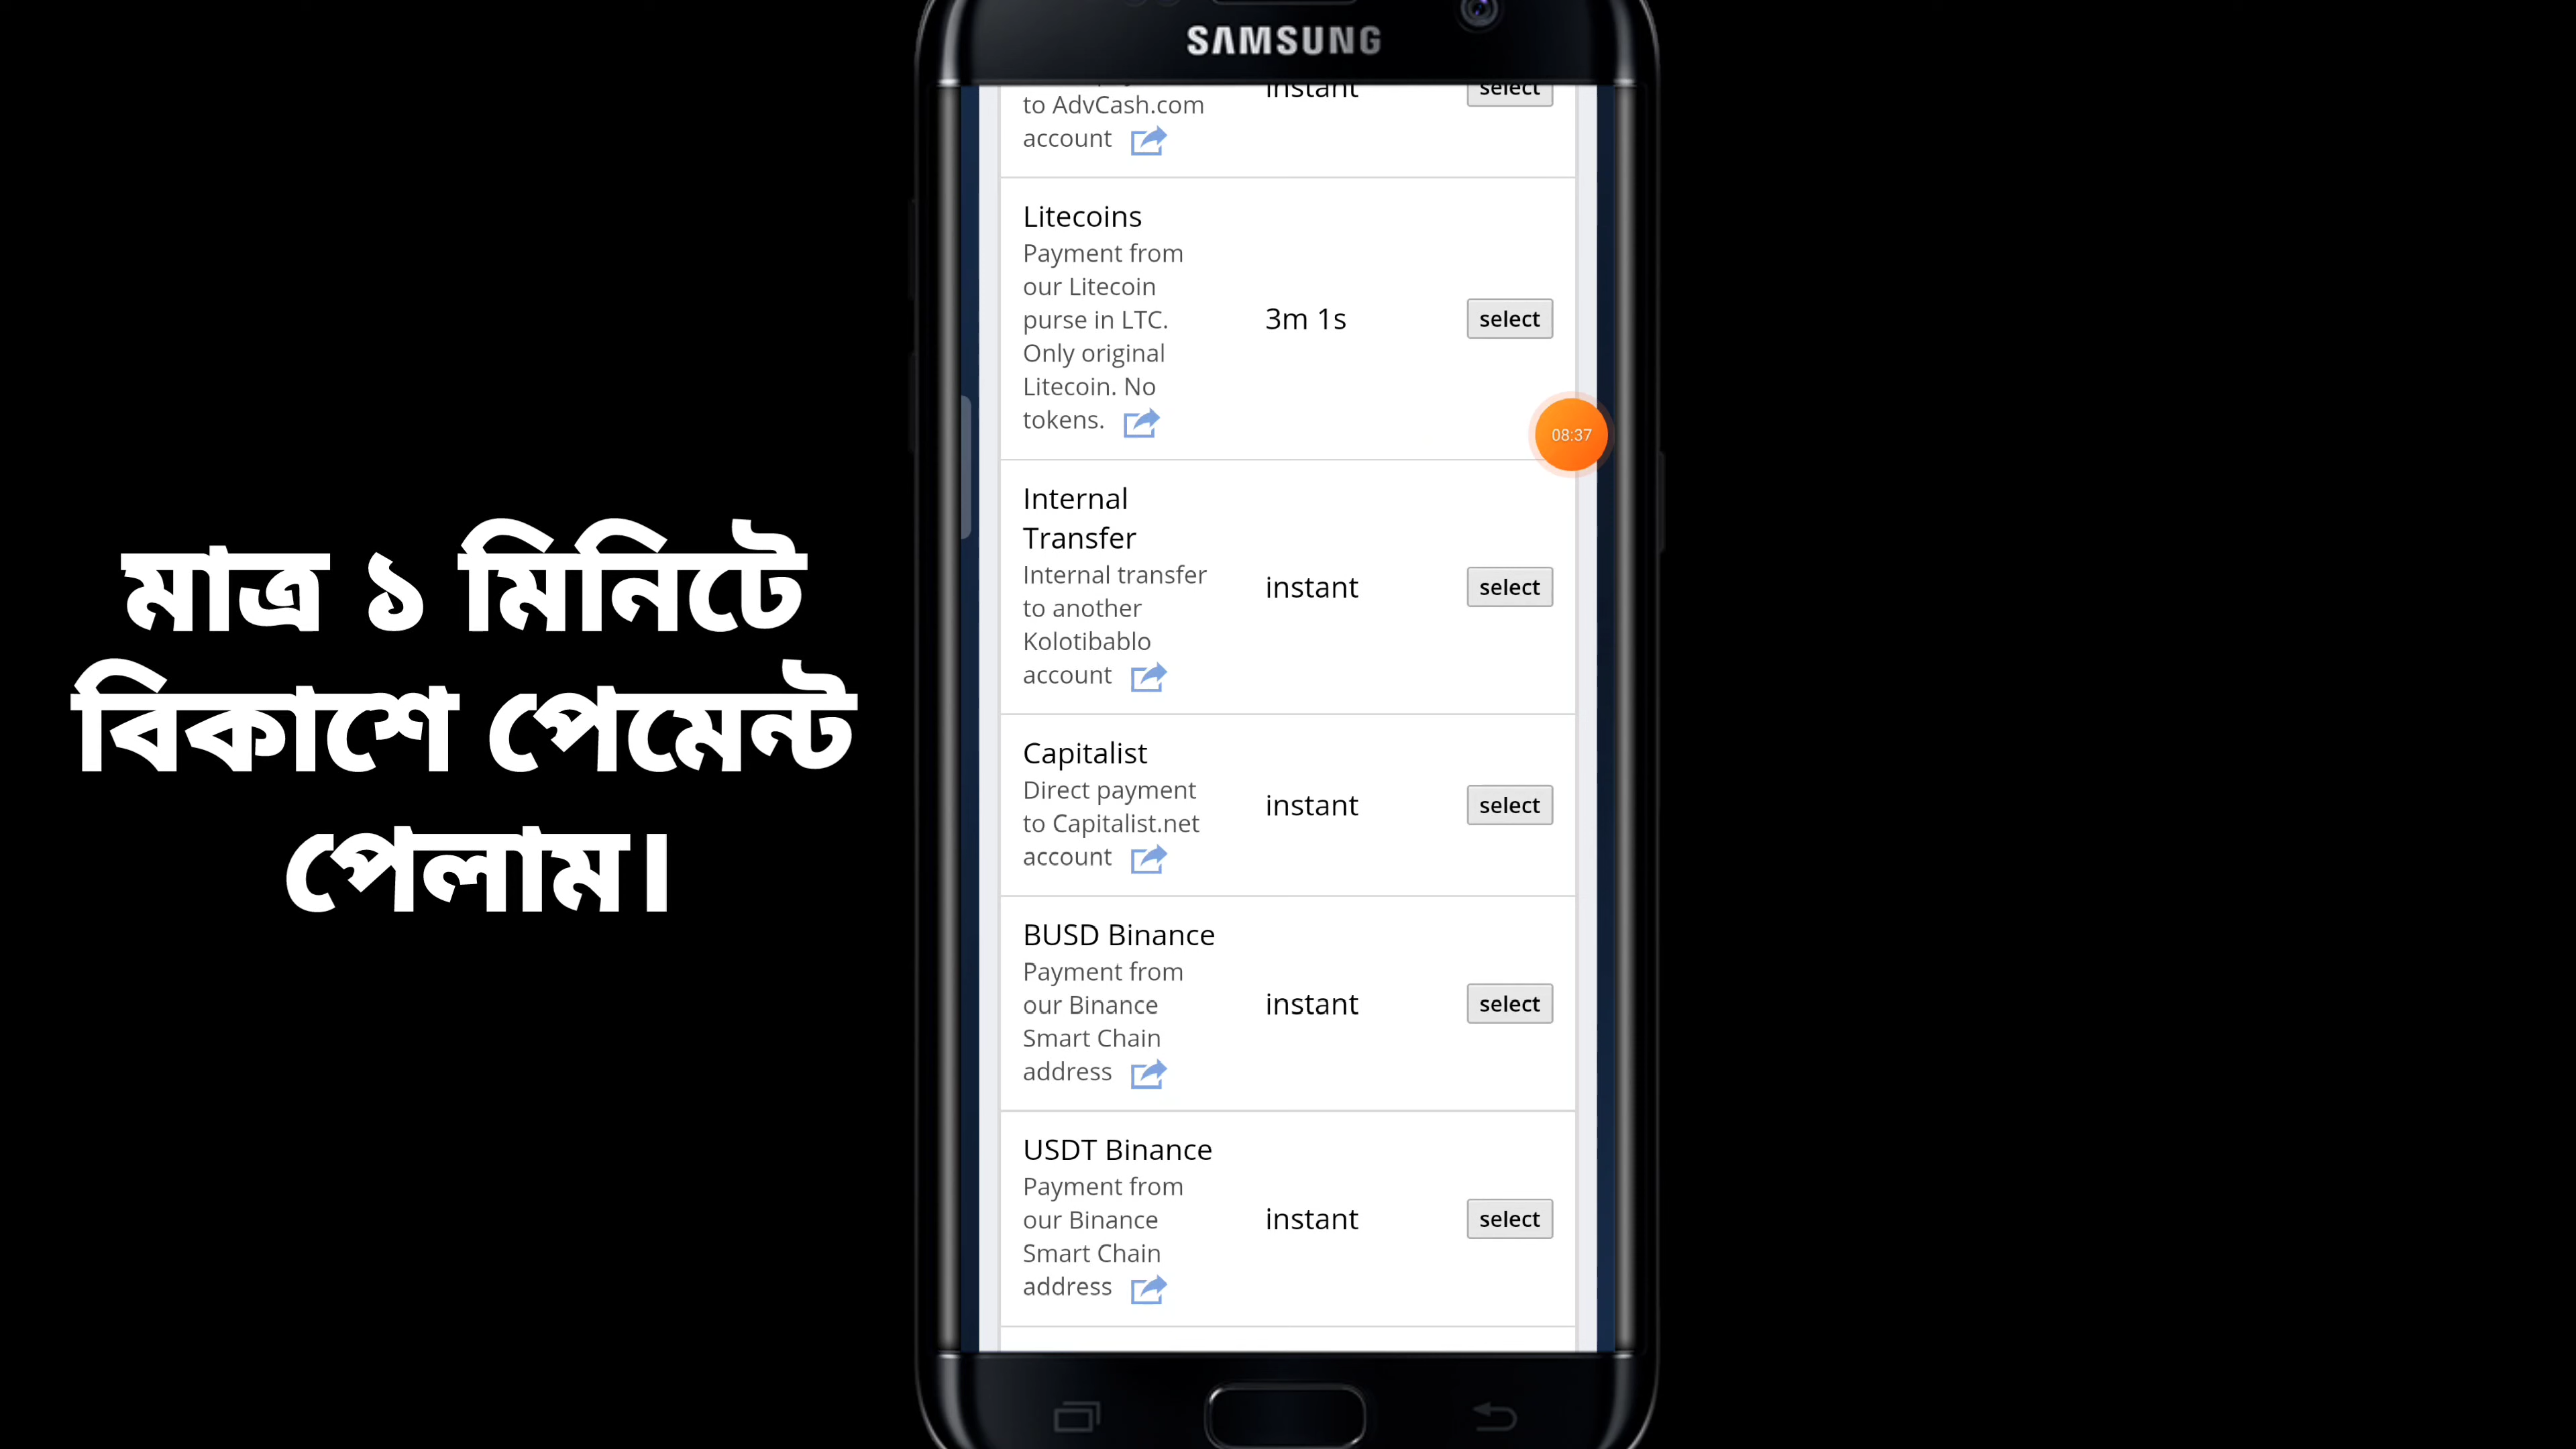 মাত্র ১ মিনিটে
বিকাশে পেমেন্ট
পেলাম।
SAMSUNG
instant
select
to AdvCash.com
account
Litecoins
Payment from
our Litecoin
purse in LTC.
Only original
Litecoin. No
tokens.
3m 1s
select
08:37
Internal
Transfer
Internal transfer
to another
Kolotibablo
account
instant
select
Capitalist
Direct payment
to Capitalist.net
account
instant
select
BUSD Binance
Payment from
our Binance
Smart Chain
address
instant
select
USDT Binance
Payment from
our Binance
Smart Chain
address
instant
select